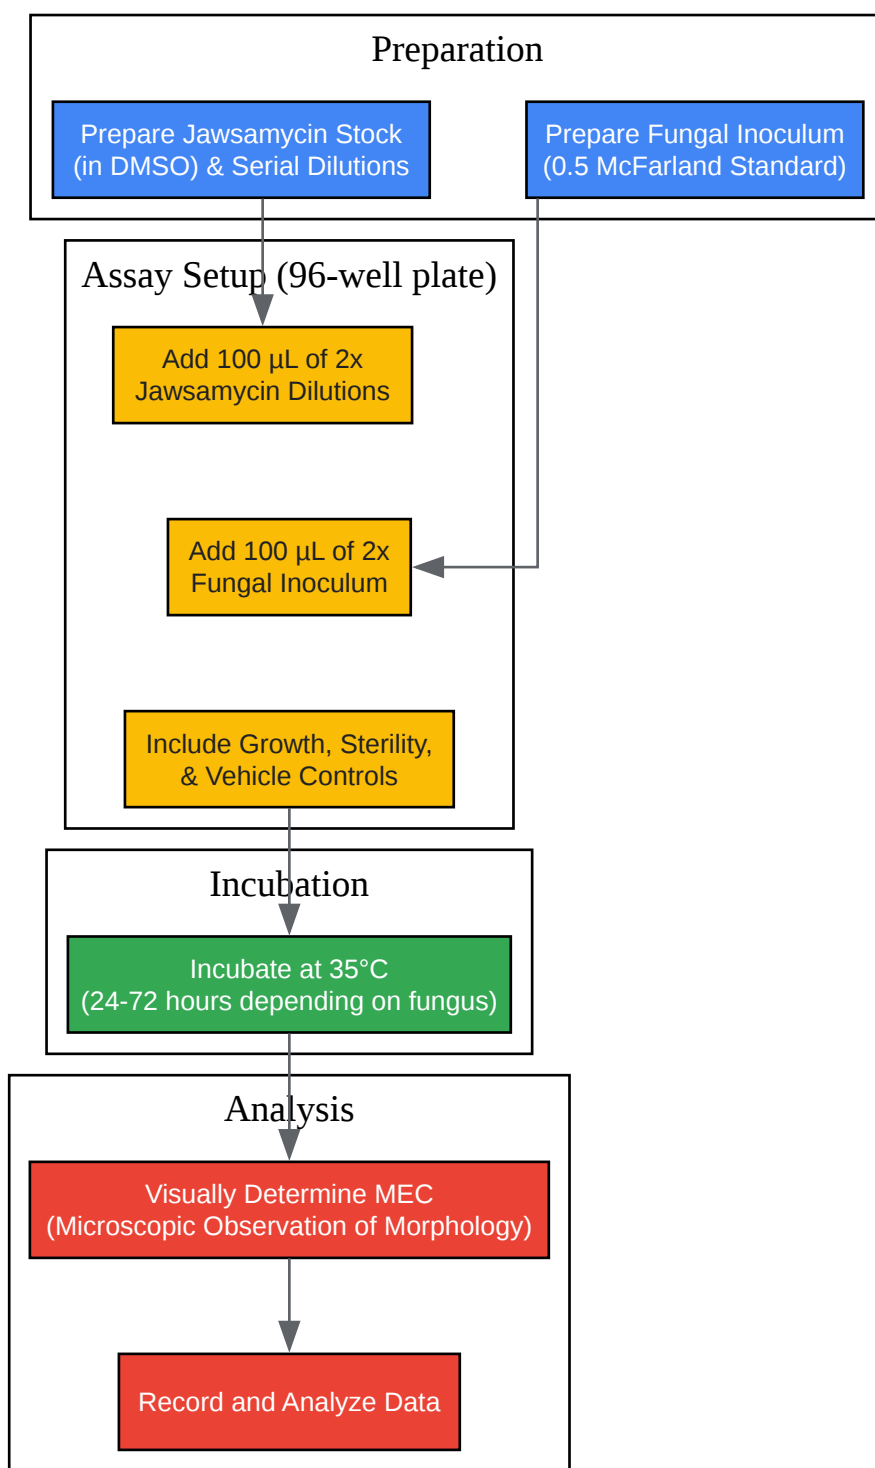 Preparation
Prepare Jawsamycin Stock
(in DMSO) & Serial Dilutions
Prepare Fungal Inoculum
(0.5 McFarland Standard)
Assay Setup (96-well plate)
Add 100 µL of 2x
Jawsamycin Dilutions
Add 100 µL of 2x
Fungal Inoculum
Include Growth, Sterility,
& Vehicle Controls
Incubation
Incubate at 35°C
(24-72 hours depending on fungus)
Analysis
Visually Determine MEC
(Microscopic Observation of Morphology)
Record and Analyze Data